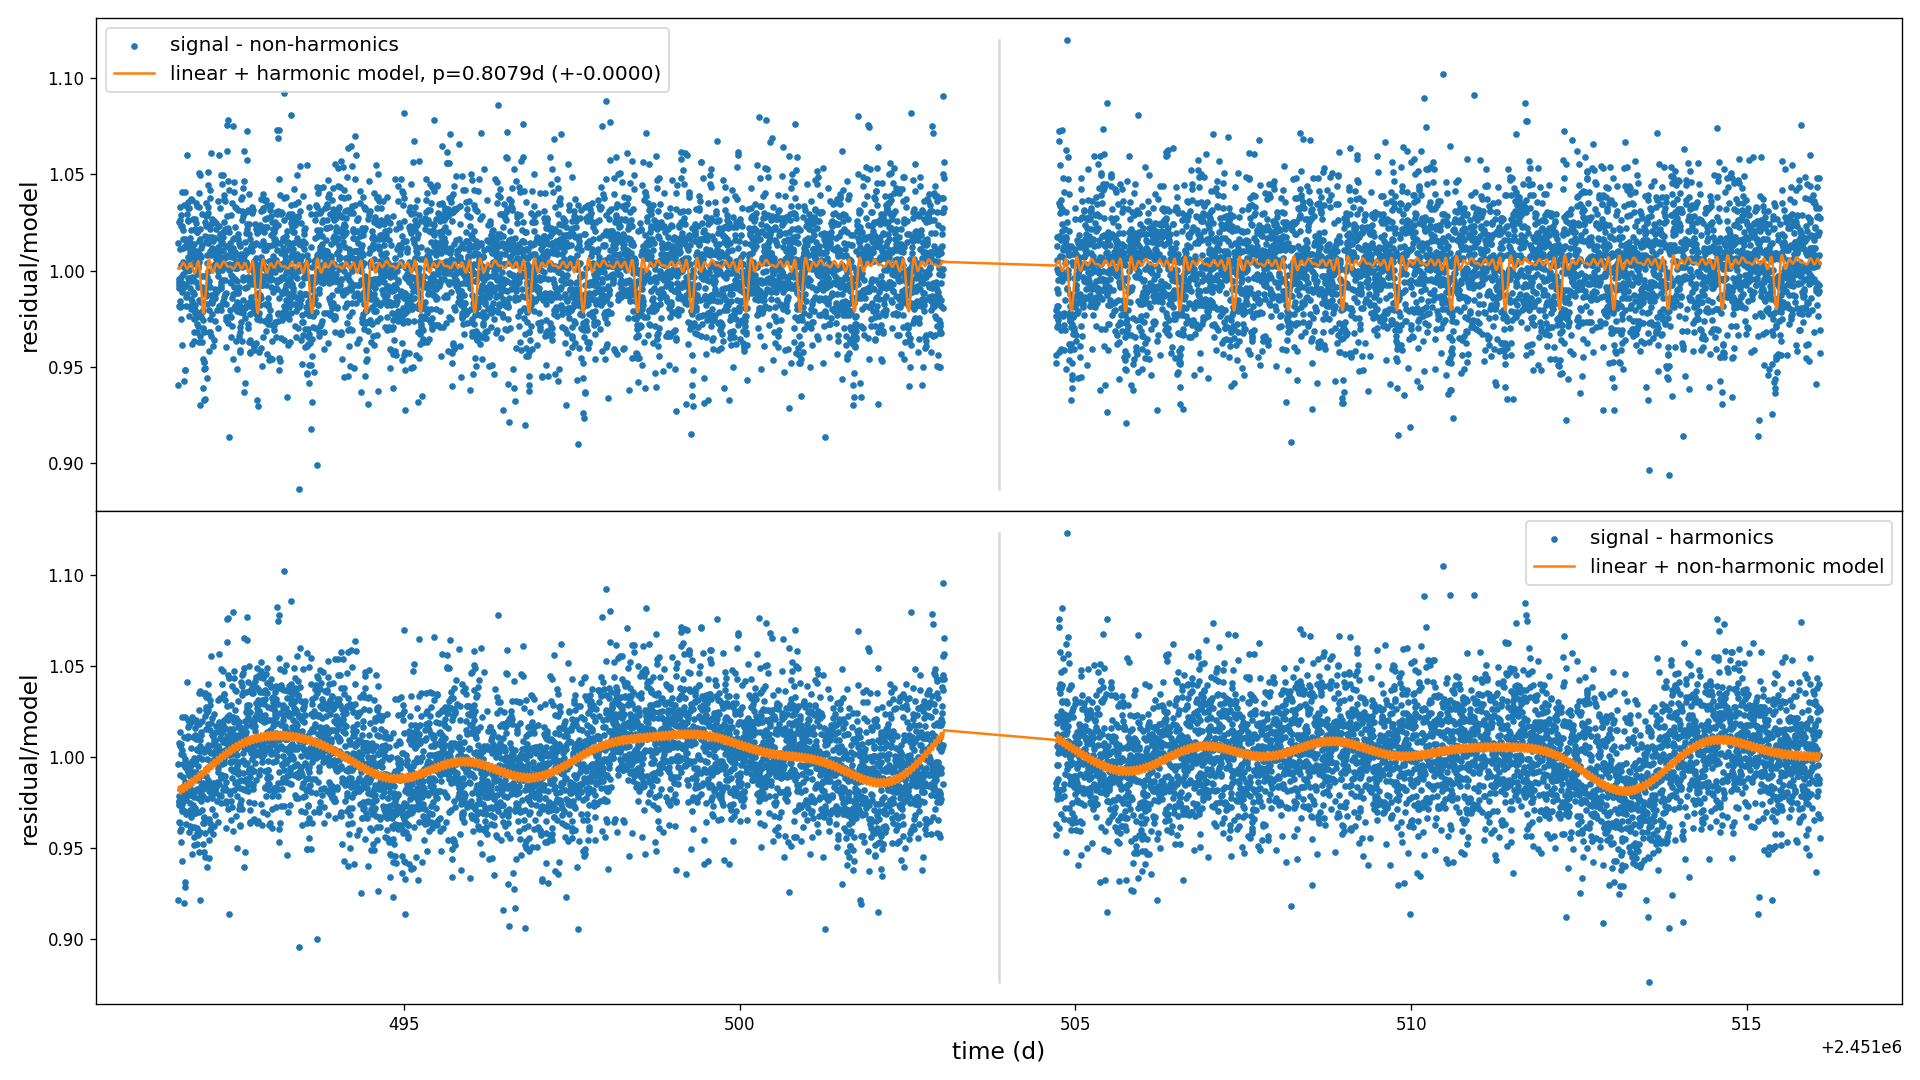 signal - non-harmonics
linear + harmonic model, p=0.8079d (+-0.0000)
residual/model
1.10
1.05
1.00
0.95
0.90
signal - harmonics
linear + non-harmonic model
residual/model
1.10
1.05
1.00
0.95
0.90
495
500
505
510
515
time (d)
+2.451e6